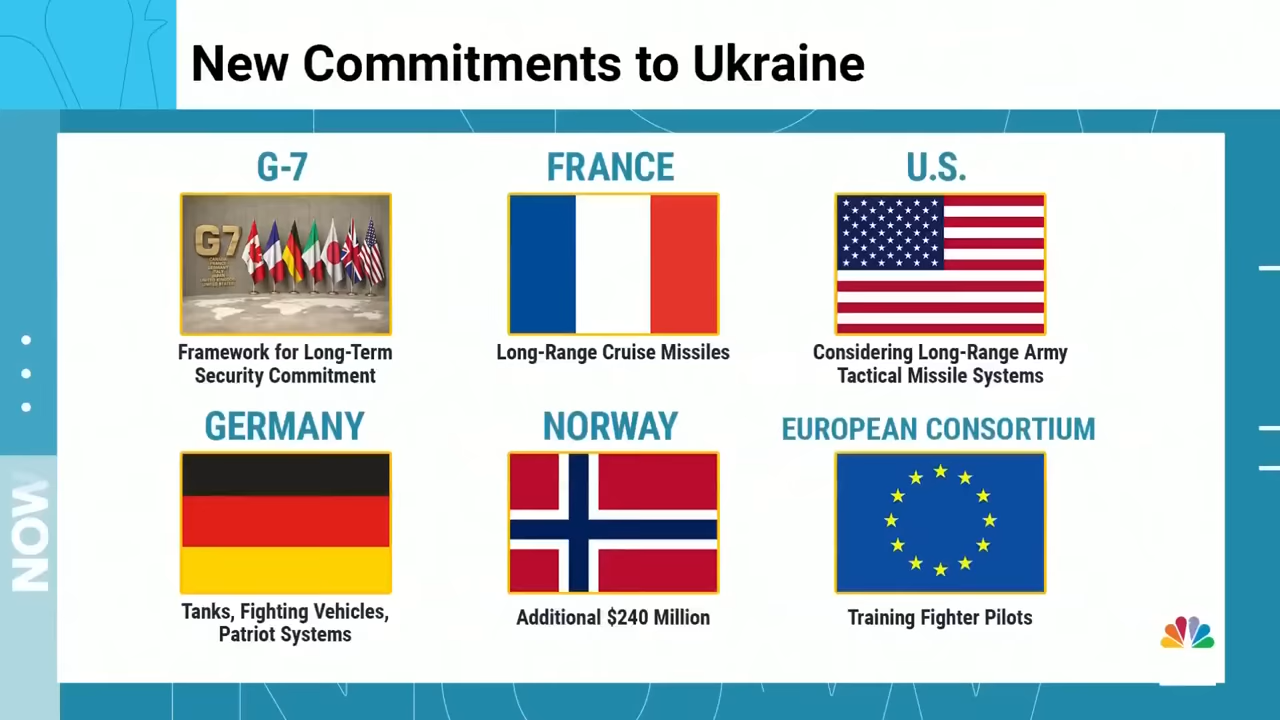 New Commitments to Ukraine
G-7
FRANCE
U.S.
G7
Framework for Long-Term
Security Commitment
Long-Range Cruise Missiles
Considering Long-Range Army
Tactical Missile Systems
GERMANY
NORWAY
EUROPEAN CONSORTIUM
Tanks, Fighting Vehicles,
Patriot Systems
Additional $240 Million
Training Fighter Pilots
NOW